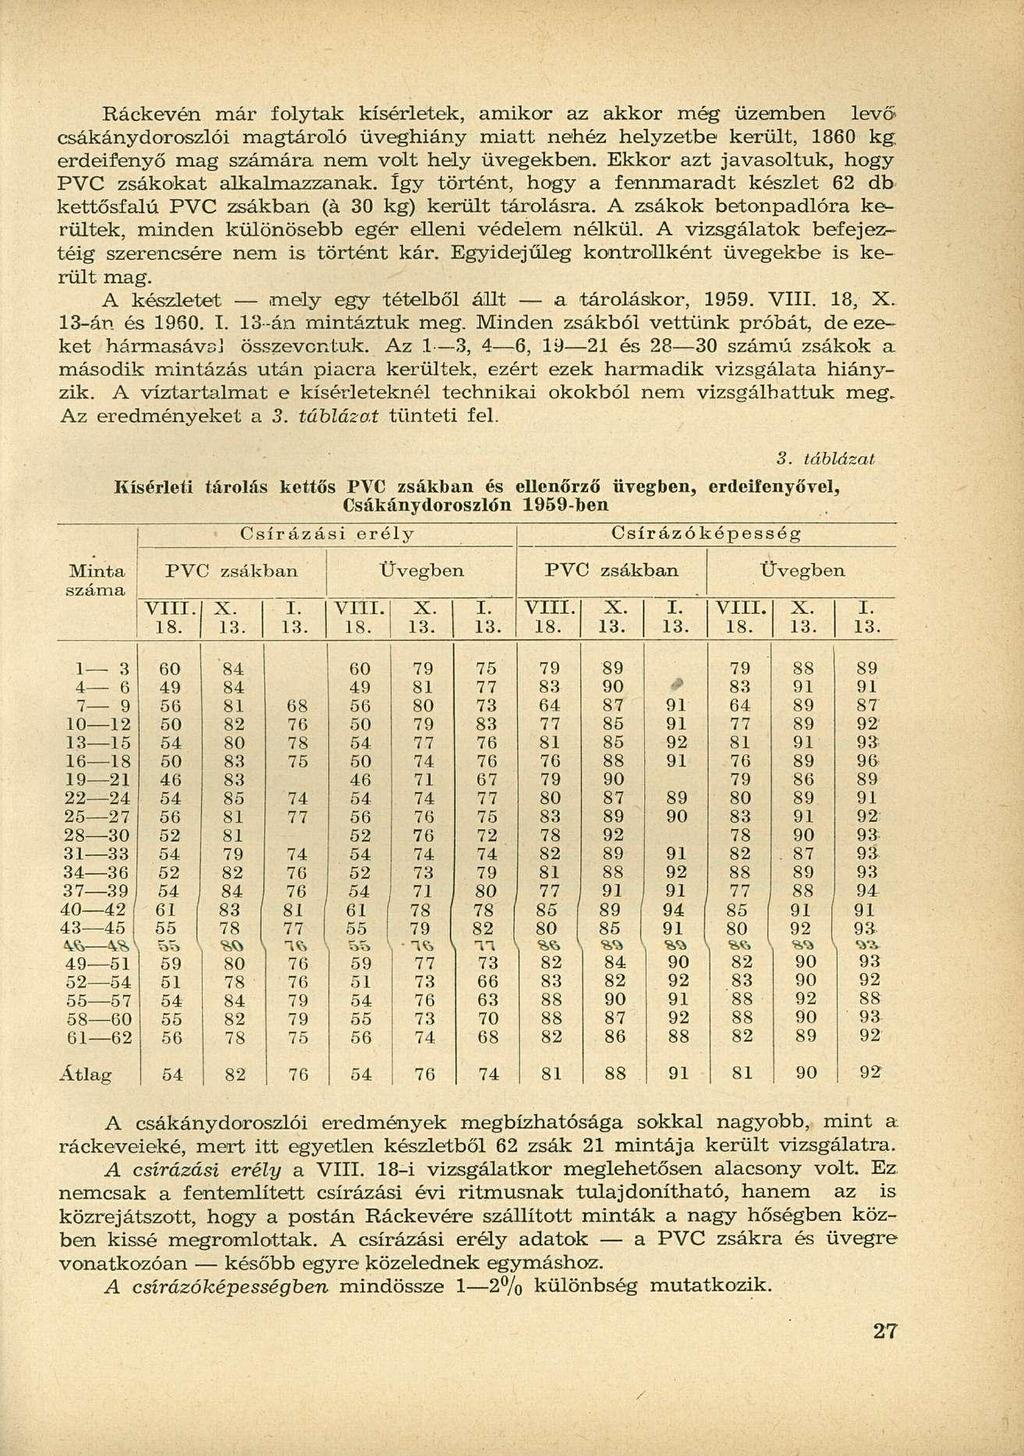 Ráckevén már folytak kísérletek, amikor az akkor még üzemben levő
csákánydoroszlói magtároló üveghiány miatt nehéz helyzetbe került, 1860 kg
erdeifenyő mag számára nem volt hely üvegekben. Ekkor azt javasoltuk, hogy
PVC zsákokat alkalmazzanak. Így történt, hogy a fennmaradt készlet 62 db
kettősfalú PVC zsákban (à 30 kg) került tárolásra. A zsákok betonpadlóra ke-
rültek, minden különösebb egér elleni védelem nélkül. A vizsgálatok befejez-
téig szerencsére nem is történt kár. Egyidejűleg kontrollként üvegekbe is ke-
rült mag.
A készletet — mely egy tételből állt — a tároláskor, 1959. VIII. 18, X.
13-án és 1960. I. 13-án mintáztuk meg. Minden zsákból vettünk próbát, de eze-
ket hármasával összevontuk. Az 1—3, 4—6, 19—21 és 28—30 számú zsákok a
második mintázás után piacra kerültek, ezért ezek harmadik vizsgálata hiány-
zik. A víztartalmat e kísérleteknél technikai okokból nem vizsgálhattuk meg.
Az eredményeket a 3. táblázat tünteti fel.
3. táblázat
Kísérleti tárolás kettős PVC zsákban és ellenőrző üvegben, erdeifenyővel,
Csákánydoroszlón 1959-ben
Minta száma Csírázási erély Csírázóképesség
PVC zsákban Üvegben PVC zsákban Üvegben
VIII. X. I. VIII. X. I. VIII. X. I. VIII. X. I.
18. 13. 13. 18. 13. 13. 18. 13. 13. 18. 13. 13.
1— 3 60 84 60 79 75 79 89 79 88 89
4— 6 49 84 49 81 77 83 90 83 91 91
7— 9 56 81 68 56 80 73 64 87 91 64 89 87
10—12 50 82 76 50 79 83 77 85 91 77 89 92
13—15 54 80 78 54 77 76 81 85 92 81 91 93
16—18 50 83 75 50 74 76 76 88 91 76 89 96
19—21 46 83 46 71 67 79 90 79 86 89
22—24 54 85 74 54 74 77 80 87 89 80 89 91
25—27 56 81 77 56 76 75 83 89 90 83 91 92
28—30 52 81 52 76 72 78 92 78 90 93
31—33 54 79 74 54 74 74 82 89 91 82 87 93
34—36 52 82 76 52 73 79 81 88 92 88 89 93
37—39 54 84 76 54 71 80 77 91 91 77 88 94
40—42 61 83 81 61 78 78 85 89 94 85 91 91
43—45 55 78 77 55 79 82 80 85 91 80 92 93
46—48 55 80 76 55 76 77 86 89 89 86 89 93
49—51 59 80 76 59 77 73 82 84 90 82 90 93
52—54 51 78 76 51 73 66 83 82 92 83 90 92
55—57 54 84 79 54 76 63 88 90 91 88 92 88
58—60 55 82 79 55 73 70 88 87 92 88 90 93
61—62 56 78 75 56 74 68 82 86 88 82 89 92
Átlag 54 82 76 54 76 74 81 88 91 81 90 92
A csákánydoroszlói eredmények megbízhatósága sokkal nagyobb, mint a
ráckeveieké, mert itt egyetlen készletből 62 zsák 21 mintája került vizsgálatra.
A csírázási erély a VIII. 18-i vizsgálatkor meglehetősen alacsony volt. Ez
nemcsak a fentemlített csírázási évi ritmusnak tulajdonítható, hanem az is
közrejátszott, hogy a postán Ráckevére szállított minták a nagy hőségben köz-
ben kissé megromlottak. A csírázási erély adatok — a PVC zsákra és üvegre
vonatkozóan — később egyre közelednek egymáshoz.
A csírázóképességben mindössze 1—2% különbség mutatkozik.
27